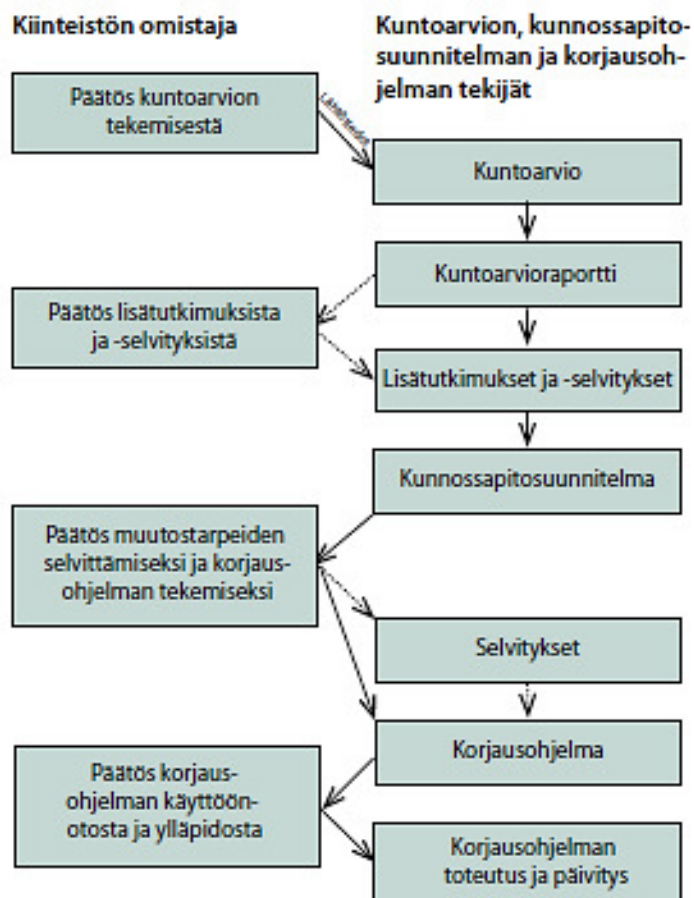 Kiinteistön omistaja
Kuntoarvion, kunnossapito-
suunnitelman ja korjausoh-
jelman tekijät
Päätös kuntoarvion
tekemisestä
Lähtötiedot
Kuntoarvio
Kuntoarvioraportti
Päätös lisätutkimuksista
ja -selvityksistä
Lisätutkimukset ja -selvitykset
Kunnossapitosuunnitelma
Päätös muutostarpeiden
selvittämiseksi ja korjaus-
ohjelman tekemiseksi
Selvitykset
Korjausohjelma
Päätös korjaus-
ohjelman käyttöön-
otosta ja ylläpidosta
Korjausohjelman
toteutus ja päivitys